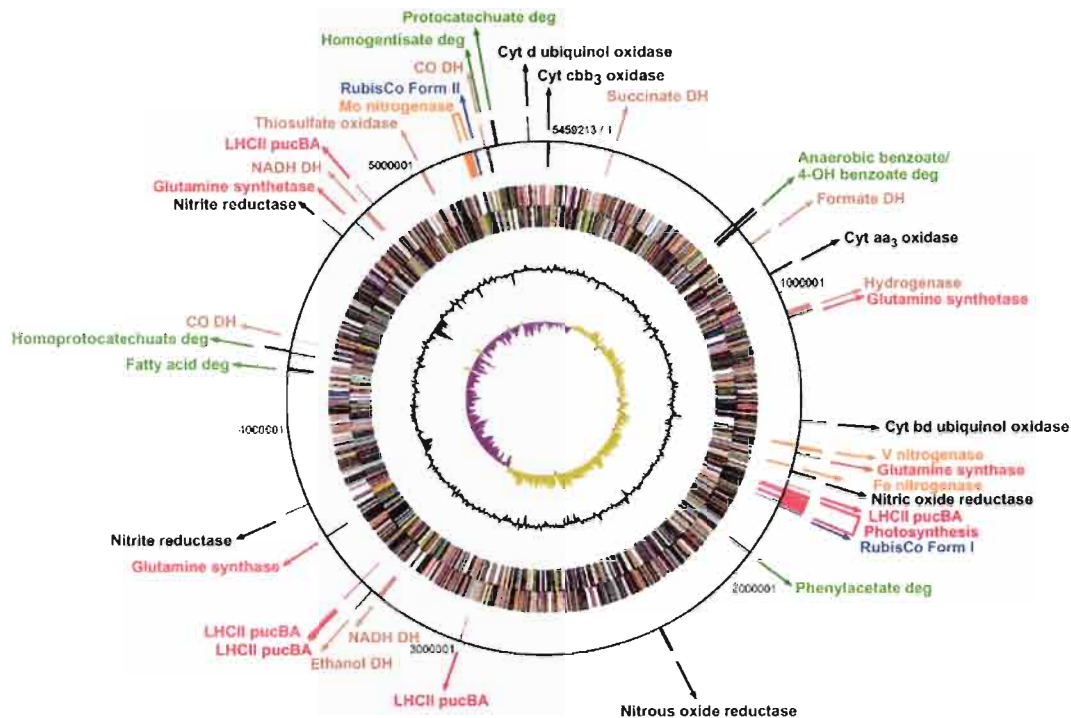 Protocatechuate deg
Homogentisate deg
CO DH
RubisCo Form II
Mo nitrogenase
Thiosulfate oxidase
LHCII pucBA
NADH DH
Glutamine synthetase
Nitrite reductase
5000001
Cyt d ubiquinol oxidase
Cyt cbb3 oxidase
5459213 / 1
Succinate DH
Anaerobic benzoate/
4-OH benzoate deg
Formate DH
Cyt aa3 oxidase
1000001
Hydrogenase
Glutamine synthetase
CO DH
Homoprotocatechuate deg
Fatty acid deg
4000001
Cyt bd ubiquinol oxidase
V nitrogenase
Glutamine synthase
Fe nitrogenase
Nitric oxide reductase
LHCII pucBA
Photosynthesis
RubisCo Form I
Phenylacetate deg
2000001
Nitrite reductase
Glutamine synthase
LHCII pucBA
LHCII pucBA
NADH DH
Ethanol DH
3000001
LHCII pucBA
Nitrous oxide reductase